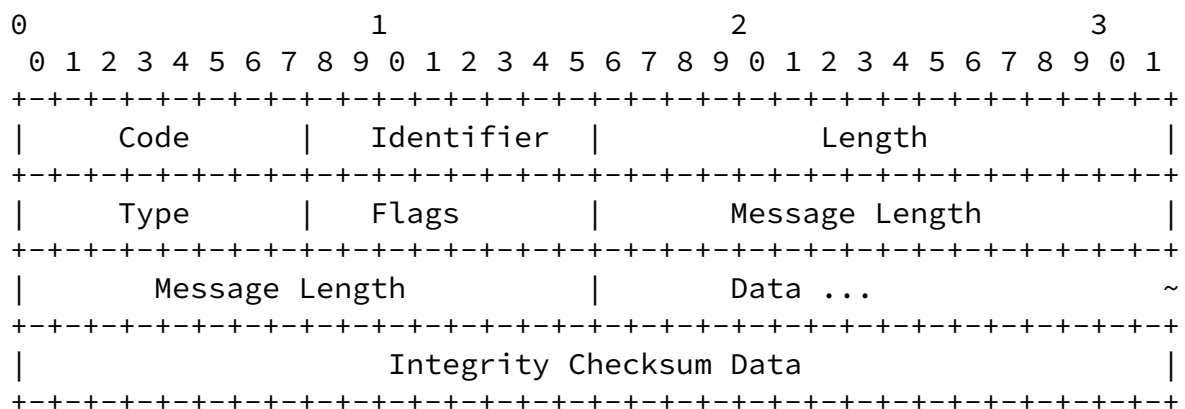 0                   1                   2                   3
 0 1 2 3 4 5 6 7 8 9 0 1 2 3 4 5 6 7 8 9 0 1 2 3 4 5 6 7 8 9 0 1
+-+-+-+-+-+-+-+-+-+-+-+-+-+-+-+-+-+-+-+-+-+-+-+-+-+-+-+-+-+-+-+-+
|     Code      |   Identifier  |            Length             |
+-+-+-+-+-+-+-+-+-+-+-+-+-+-+-+-+-+-+-+-+-+-+-+-+-+-+-+-+-+-+-+-+
|     Type      |   Flags       |       Message Length          |
+-+-+-+-+-+-+-+-+-+-+-+-+-+-+-+-+-+-+-+-+-+-+-+-+-+-+-+-+-+-+-+-+
|       Message Length          |       Data ...                ~
+-+-+-+-+-+-+-+-+-+-+-+-+-+-+-+-+-+-+-+-+-+-+-+-+-+-+-+-+-+-+-+-+
|                    Integrity Checksum Data                    |
+-+-+-+-+-+-+-+-+-+-+-+-+-+-+-+-+-+-+-+-+-+-+-+-+-+-+-+-+-+-+-+-+